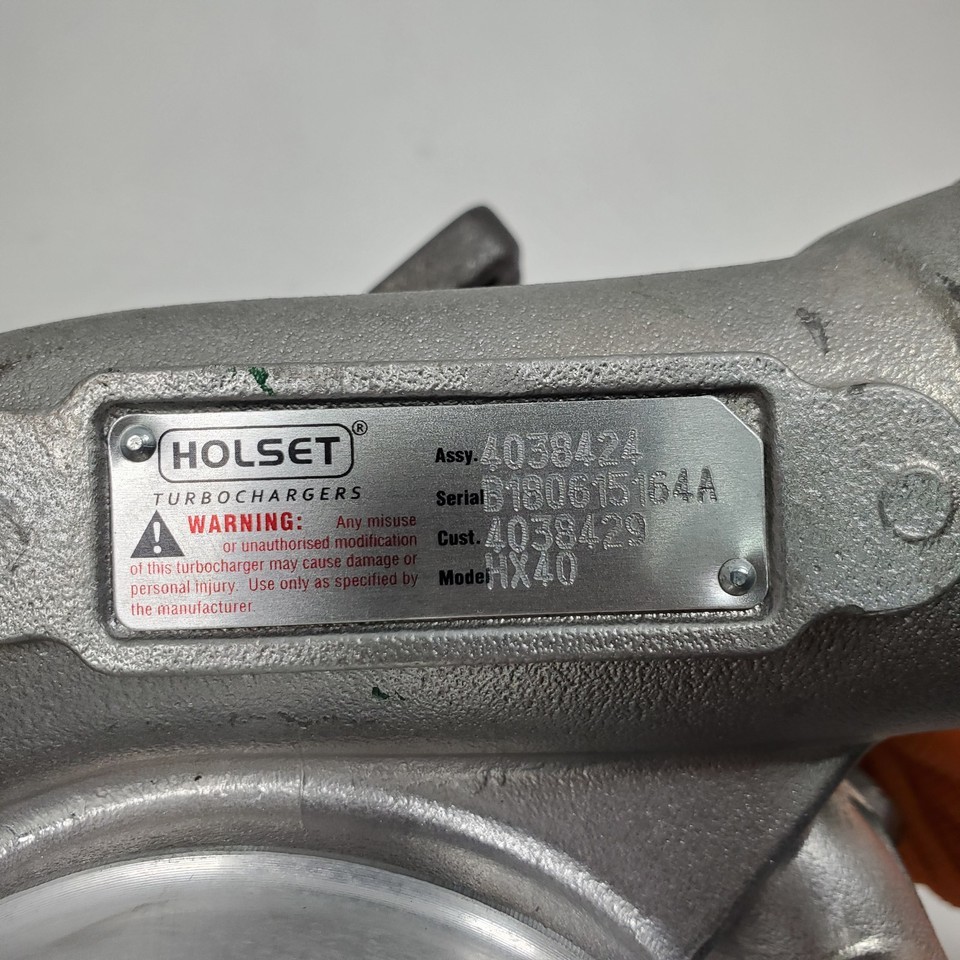 HOLSET®
TURBOCHARGERS
WARNING: Any misuse
or unauthorised modification
of this turbocharger may cause damage or
personal injury. Use only as specified by
the manufacturer.
Assy. 4038424
Serial B180615164A
Cust. 4038429
Model HX40